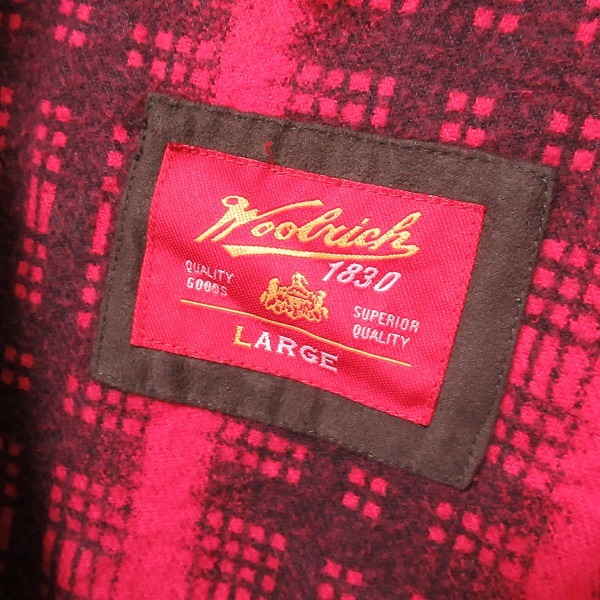 Woolrich
1830
QUALITY
GOODS
SUPERIOR
QUALITY
LARGE